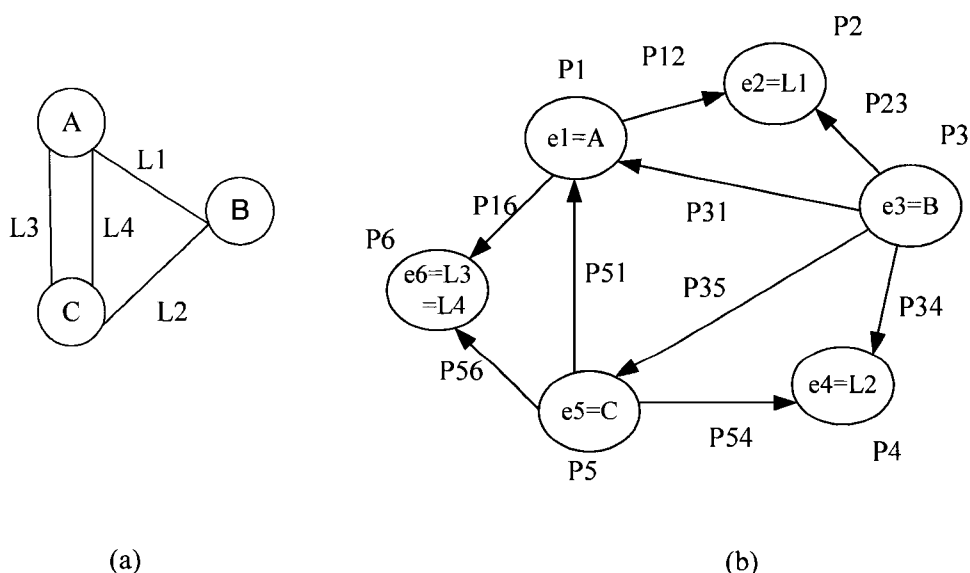 A
L1
B
L3
L4
C
L2
(a)
P2
P12
P1
e2=L1
P23
P3
e1=A
e3=B
P16
P31
P6
e6=L3
=L4
P51
P35
P34
P56
e4=L2
e5=C
P54
P4
P5
(b)